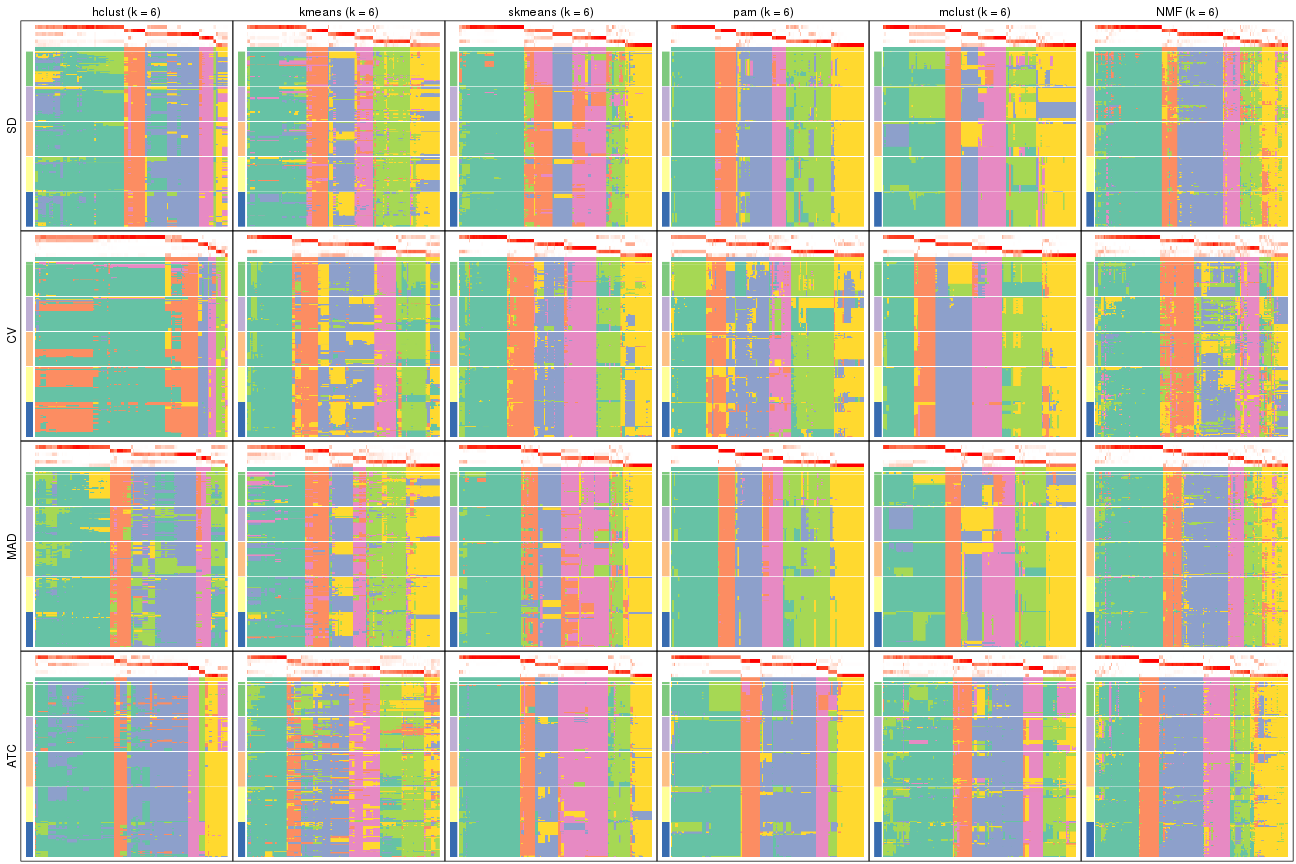 hclust (k = 6)
kmeans (k = 6)
skmeans (k = 6)
pam (k = 6)
mclust (k = 6)
NMF (k = 6)
SD
CV
MAD
ATC